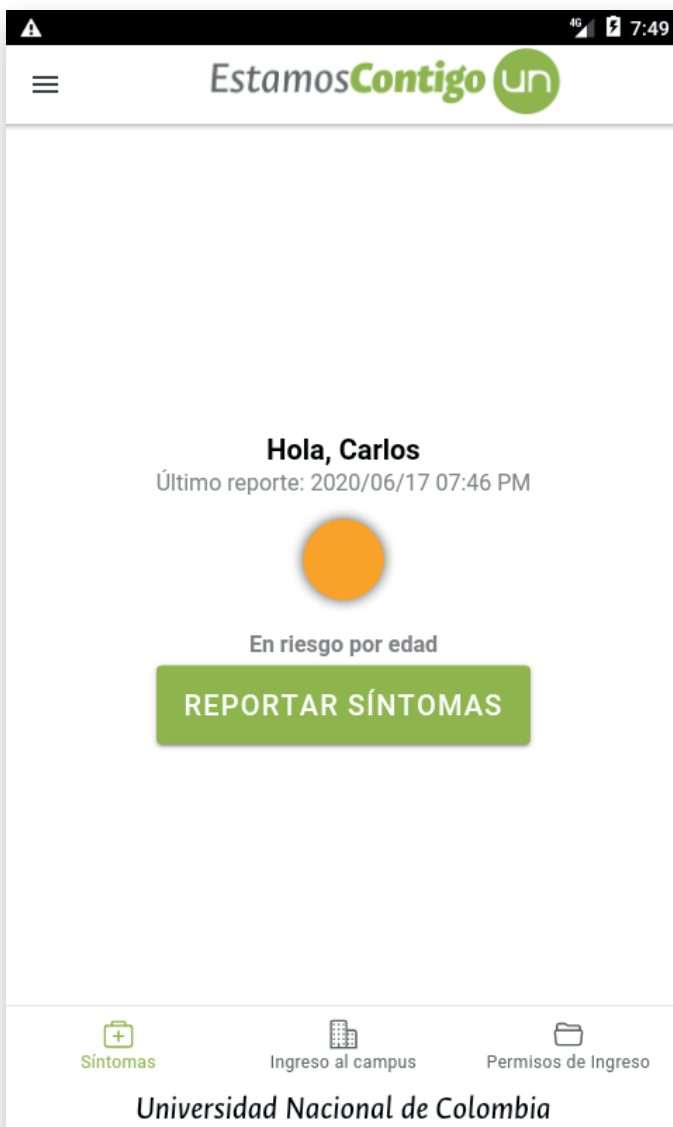 4G 7:49
EstamosContigo un
Hola, Carlos
Último reporte: 2020/06/17 07:46 PM
En riesgo por edad
REPORTAR SÍNTOMAS
Síntomas Ingreso al campus Permisos de Ingreso
Universidad Nacional de Colombia